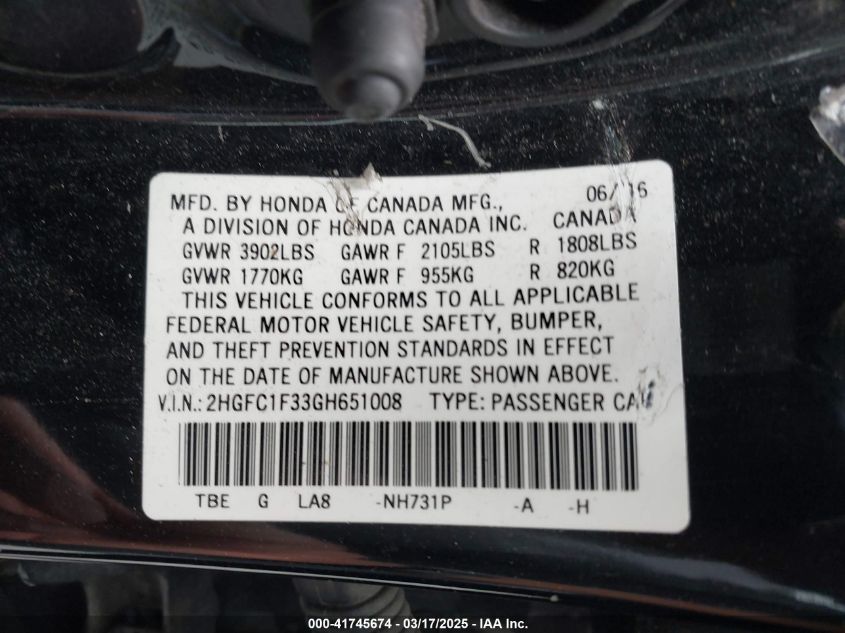 MFD. BY HONDA OF CANADA MFG., 06/16
A DIVISION OF HONDA CANADA INC. CANADA
GVWR 3902LBS GAWR F 2105LBS R 1808LBS
GVWR 1770KG GAWR F 955KG R 820KG
THIS VEHICLE CONFORMS TO ALL APPLICABLE
FEDERAL MOTOR VEHICLE SAFETY, BUMPER,
AND THEFT PREVENTION STANDARDS IN EFFECT
ON THE DATE OF MANUFACTURE SHOWN ABOVE.
V.I.N.: 2HGFC1F33GH651008 TYPE: PASSENGER CAR
TBE G LA8 -NH731P -A -H
000-41745674 - 03/17/2025 - IAA Inc.